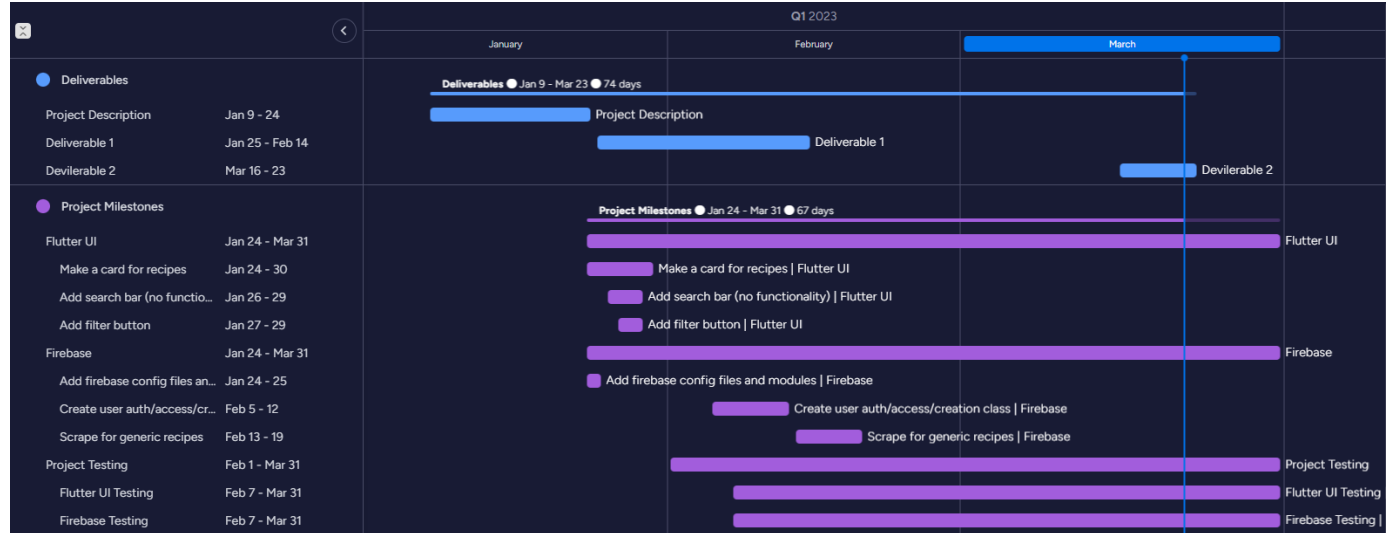 Q1 2023
January February March
Deliverables
Deliverables Jan 9 - Mar 23 74 days
Project Description Jan 9 - 24 Project Description
Deliverable 1 Jan 25 - Feb 14 Deliverable 1
Devilerable 2 Mar 16 - 23 Devilerable 2
Project Milestones
Project Milestones Jan 24 - Mar 31 67 days
Flutter UI Jan 24 - Mar 31 Flutter UI
Make a card for recipes Jan 24 - 30 Make a card for recipes | Flutter UI
Add search bar (no functio... Jan 26 - 29 Add search bar (no functionality) | Flutter UI
Add filter button Jan 27 - 29 Add filter button | Flutter UI
Firebase Jan 24 - Mar 31 Firebase
Add firebase config files an... Jan 24 - 25 Add firebase config files and modules | Firebase
Create user auth/access/cr... Feb 5 - 12 Create user auth/access/creation class | Firebase
Scrape for generic recipes Feb 13 - 19 Scrape for generic recipes | Firebase
Project Testing Feb 1 - Mar 31 Project Testing
Flutter UI Testing Feb 7 - Mar 31 Flutter UI Testing
Firebase Testing Feb 7 - Mar 31 Firebase Testing |